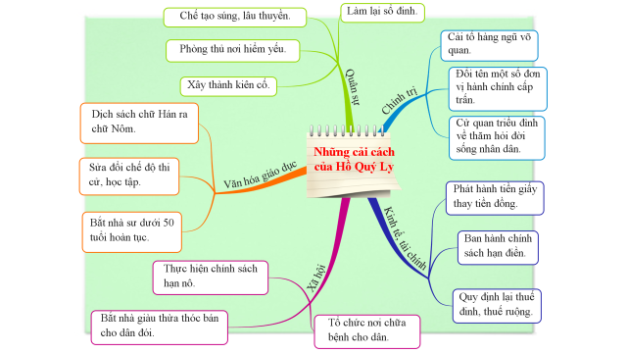 Những cải cách
của Hồ Quý Ly
Quân sự
Làm lại sổ đinh.
Chế tạo súng, lâu thuyền.
Phòng thủ nơi hiểm yếu.
Xây thành kiên cố.
Chính trị
Cải tổ hàng ngũ võ
quan.
Đổi tên một số đơn
vị hành chính cấp
trấn.
Cử quan triều đình
về thăm hỏi đời
sống nhân dân.
Kinh tế, tài chính
Phát hành tiền giấy
thay tiền đồng.
Ban hành chính
sách hạn điền.
Quy định lại thuế
đinh, thuế ruộng.
Xã hội
Thực hiện chính sách
hạn nô.
Bắt nhà giàu thừa thóc bán
cho dân đói.
Tổ chức nơi chữa
bệnh cho dân.
Văn hóa giáo dục
Dịch sách chữ Hán ra
chữ Nôm.
Sửa đổi chế độ thi
cử, học tập.
Bắt nhà sư dưới 50
tuổi hoàn tục.